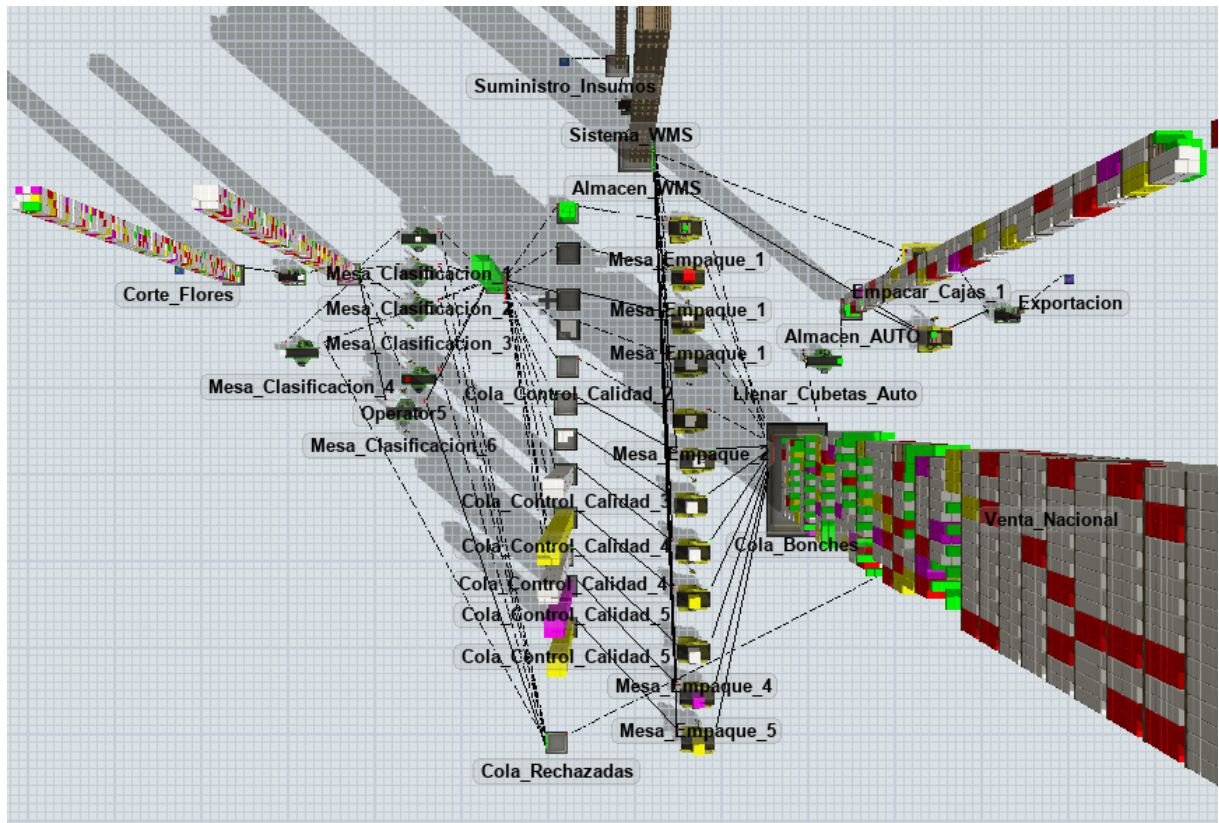 Suministro_Insumos
Sistema_WMS
Almacen_WMS
Corte_Flores
Mesa_Clasificacion_1
Mesa_Clasificacion_2
Mesa_Clasificacion_3
Mesa_Clasificacion_4
Operator5
Mesa_Clasificacion_6
Mesa_Empaque_1
Mesa_Empaque_1
Mesa_Empaque_1
Empacar_Cajas_1
Exportacion
Almacen_AUTO
Llenar_Cubetas_Auto
Cola_Control_Calidad_2
Mesa_Empaque_2
Cola_Control_Calidad_3
Cola_Control_Calidad_4
Cola_Control_Calidad_4
Cola_Control_Calidad_5
Cola_Control_Calidad_5
Cola_Bonches
Venta_Nacional
Mesa_Empaque_4
Mesa_Empaque_5
Cola_Rechazadas